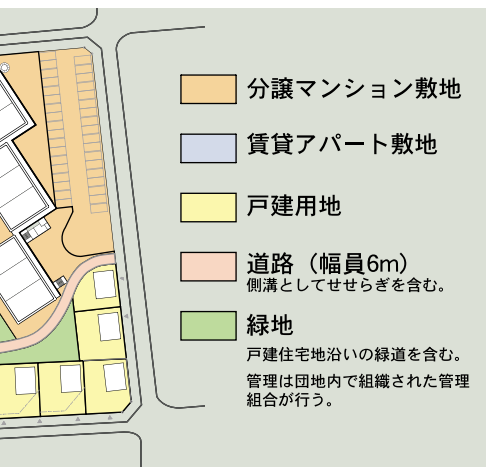 分譲マンション敷地
賃貸アパート敷地
戸建用地
道路（幅員6m）
側溝としてせせらぎを含む。
緑地
戸建住宅地沿いの緑道を含む。
管理は団地内で組織された管理
組合が行う。